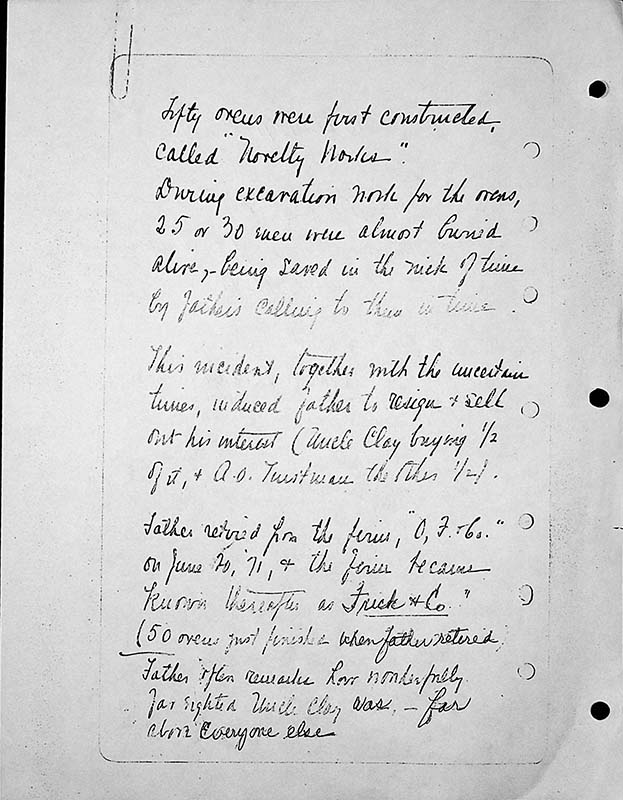 Fifty ovens were first constructed,
called "Novelty Works".
During excavation work for the ovens,
25 or 30 men were almost buried
alive, - being saved in the nick of time
by Father's calling to them in time.
This incident, together with the uncertain
times, induced father to resign & sell
out his interest (Uncle Clay buying 1/2
of it, & A.O. Tintsman the other 1/2).
Father retired from the firm, "O, F. & Co."
on June 20, '71, & the firm became
known thereafter as Frick & Co."
(50 ovens just finished when father retired)
Father often remarks how wonderfully
far sighted Uncle Clay was, - far
above everyone else